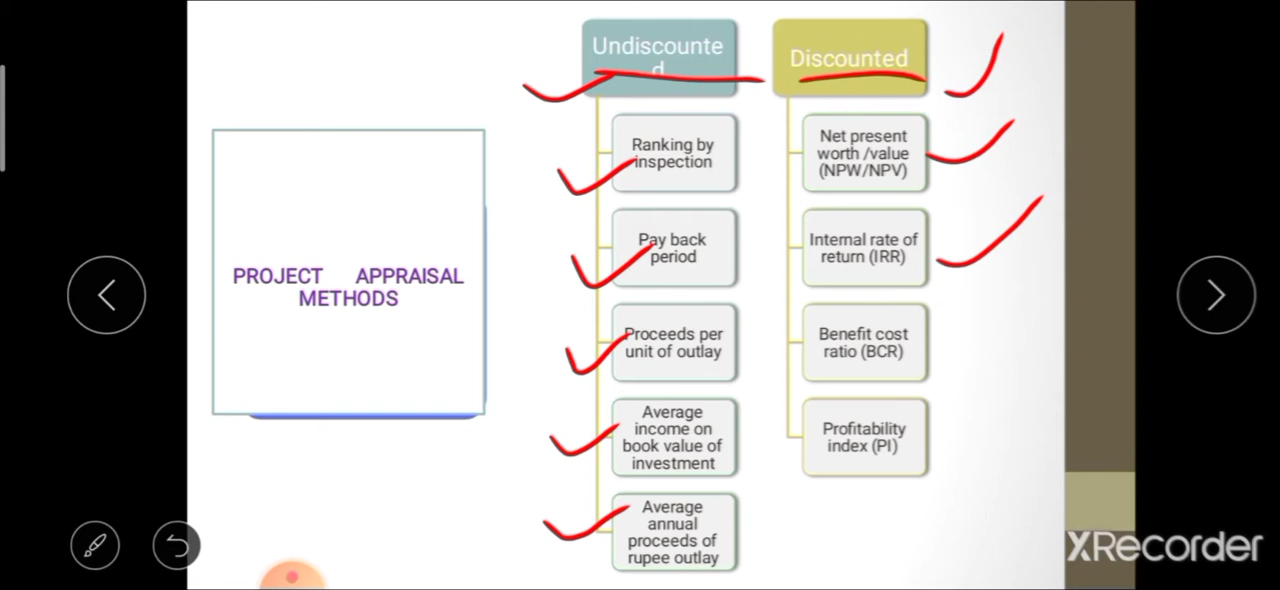 PROJECT APPRAISAL
METHODS
Undiscounte
d
Ranking by
inspection
Pay back
period
Proceeds per
unit of outlay
Average
income on
book value of
investment
Average
annual
proceeds of
rupee outlay
Discounted
Net present
worth /value
(NPW/NPV)
Internal rate of
return (IRR)
Benefit cost
ratio (BCR)
Profitability
index (PI)
XRecorder